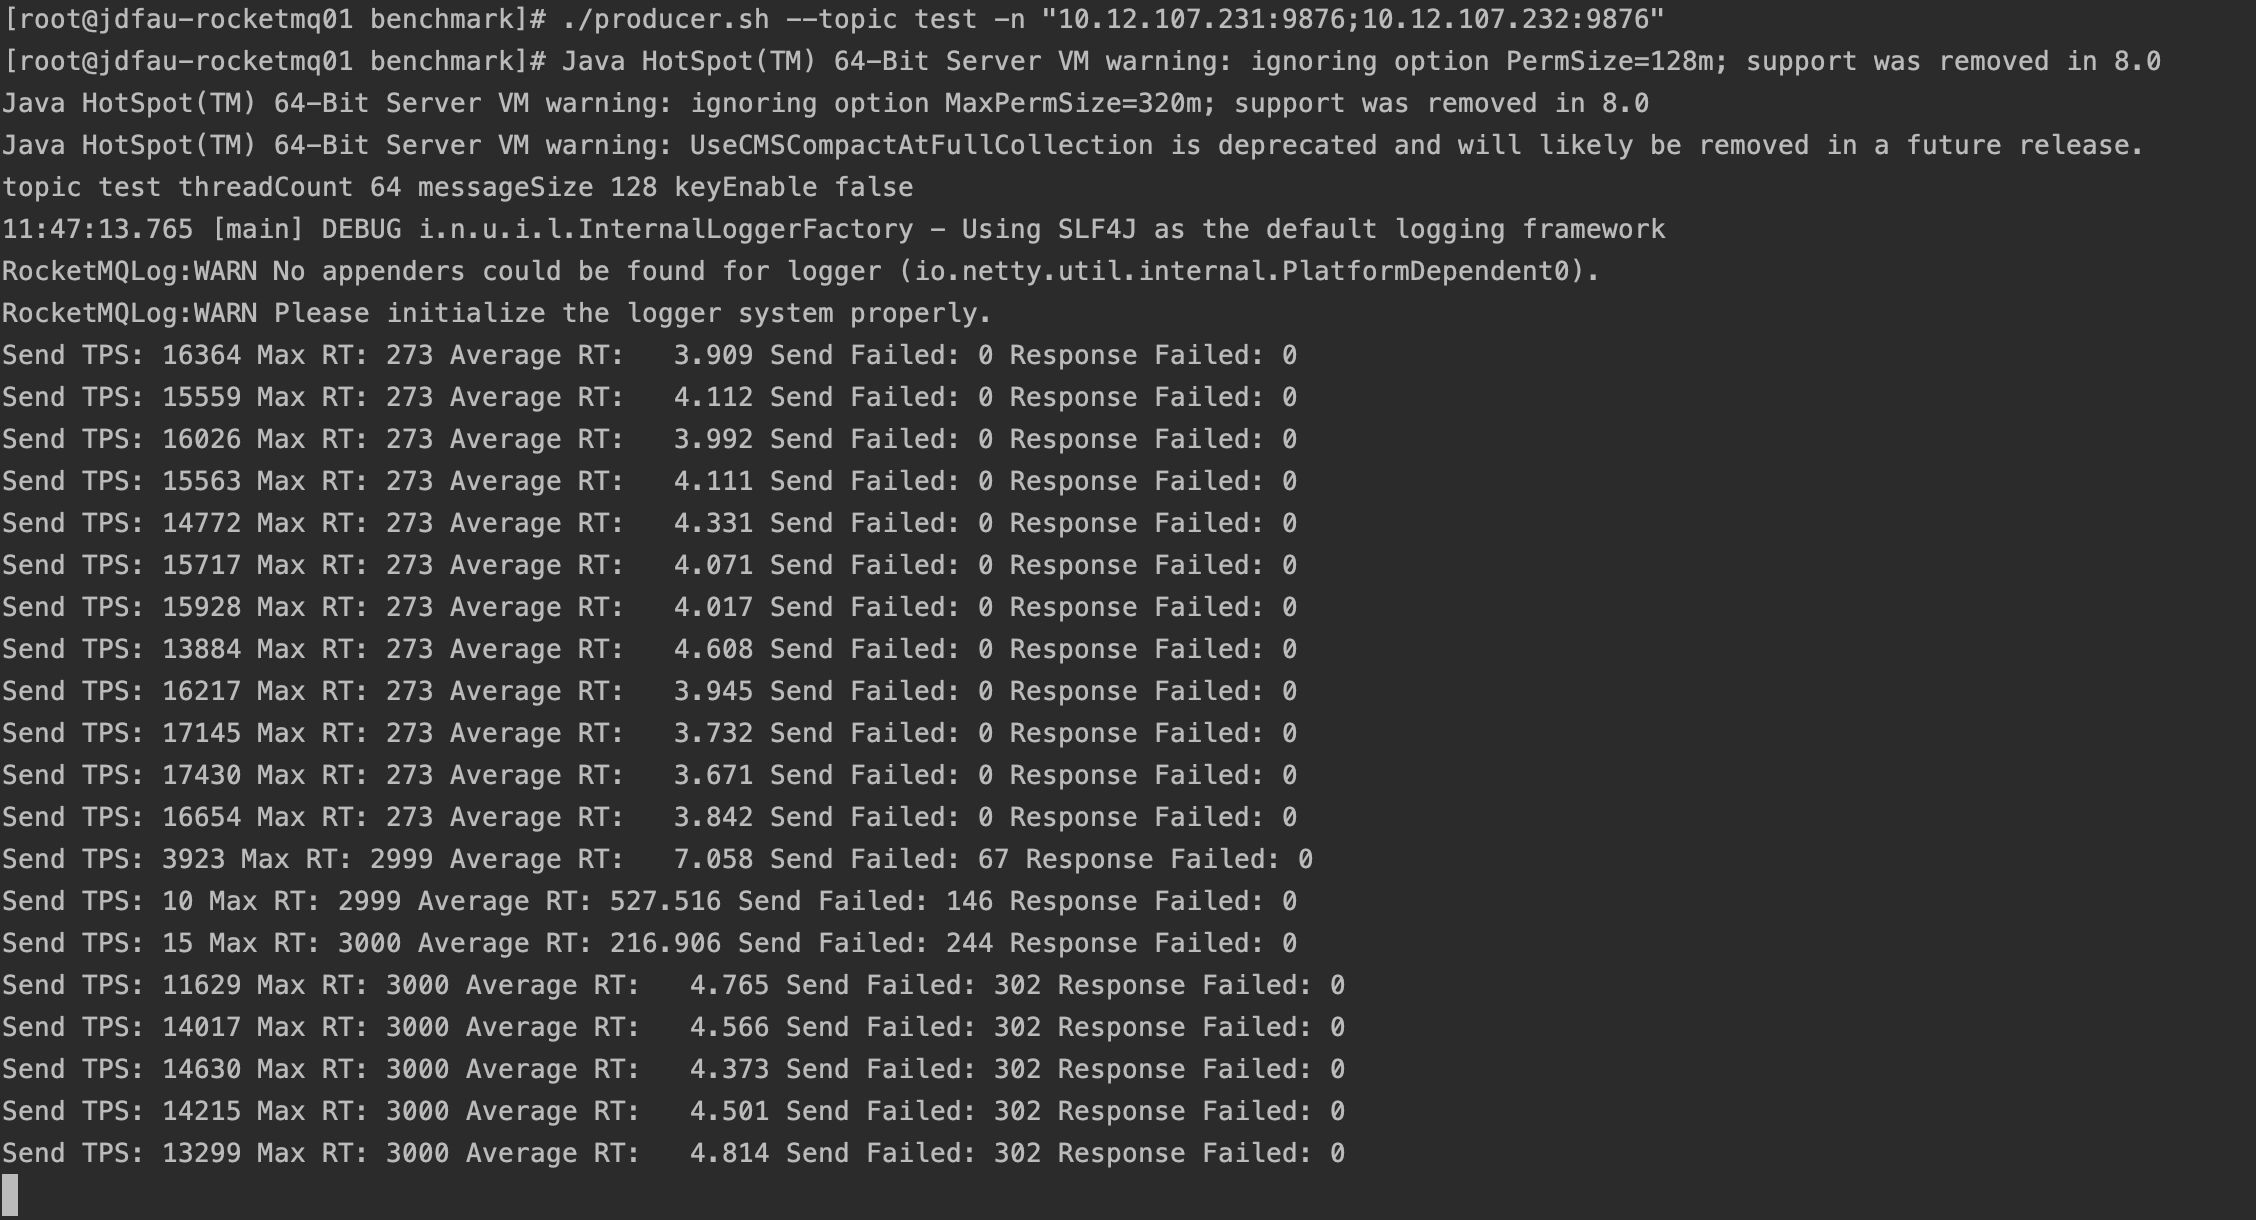 [root@jdfau-rocketmq01 benchmark]# ./producer.sh --topic test -n "10.12.107.231:9876;10.12.107.232:9876"
[root@jdfau-rocketmq01 benchmark]# Java HotSpot(TM) 64-Bit Server VM warning: ignoring option PermSize=128m; support was removed in 8.0
Java HotSpot(TM) 64-Bit Server VM warning: ignoring option MaxPermSize=320m; support was removed in 8.0
Java HotSpot(TM) 64-Bit Server VM warning: UseCMSCompactAtFullCollection is deprecated and will likely be removed in a future release.
topic test threadCount 64 messageSize 128 keyEnable false
11:47:13.765 [main] DEBUG i.n.u.i.l.InternalLoggerFactory - Using SLF4J as the default logging framework
RocketMQLog:WARN No appenders could be found for logger (io.netty.util.internal.PlatformDependent0).
RocketMQLog:WARN Please initialize the logger system properly.
Send TPS: 16364 Max RT: 273 Average RT:   3.909 Send Failed: 0 Response Failed: 0
Send TPS: 15559 Max RT: 273 Average RT:   4.112 Send Failed: 0 Response Failed: 0
Send TPS: 16026 Max RT: 273 Average RT:   3.992 Send Failed: 0 Response Failed: 0
Send TPS: 15563 Max RT: 273 Average RT:   4.111 Send Failed: 0 Response Failed: 0
Send TPS: 14772 Max RT: 273 Average RT:   4.331 Send Failed: 0 Response Failed: 0
Send TPS: 15717 Max RT: 273 Average RT:   4.071 Send Failed: 0 Response Failed: 0
Send TPS: 15928 Max RT: 273 Average RT:   4.017 Send Failed: 0 Response Failed: 0
Send TPS: 13884 Max RT: 273 Average RT:   4.608 Send Failed: 0 Response Failed: 0
Send TPS: 16217 Max RT: 273 Average RT:   3.945 Send Failed: 0 Response Failed: 0
Send TPS: 17145 Max RT: 273 Average RT:   3.732 Send Failed: 0 Response Failed: 0
Send TPS: 17430 Max RT: 273 Average RT:   3.671 Send Failed: 0 Response Failed: 0
Send TPS: 16654 Max RT: 273 Average RT:   3.842 Send Failed: 0 Response Failed: 0
Send TPS: 3923 Max RT: 2999 Average RT:   7.058 Send Failed: 67 Response Failed: 0
Send TPS: 10 Max RT: 2999 Average RT: 527.516 Send Failed: 146 Response Failed: 0
Send TPS: 15 Max RT: 3000 Average RT: 216.906 Send Failed: 244 Response Failed: 0
Send TPS: 11629 Max RT: 3000 Average RT:   4.765 Send Failed: 302 Response Failed: 0
Send TPS: 14017 Max RT: 3000 Average RT:   4.566 Send Failed: 302 Response Failed: 0
Send TPS: 14630 Max RT: 3000 Average RT:   4.373 Send Failed: 302 Response Failed: 0
Send TPS: 14215 Max RT: 3000 Average RT:   4.501 Send Failed: 302 Response Failed: 0
Send TPS: 13299 Max RT: 3000 Average RT:   4.814 Send Failed: 302 Response Failed: 0